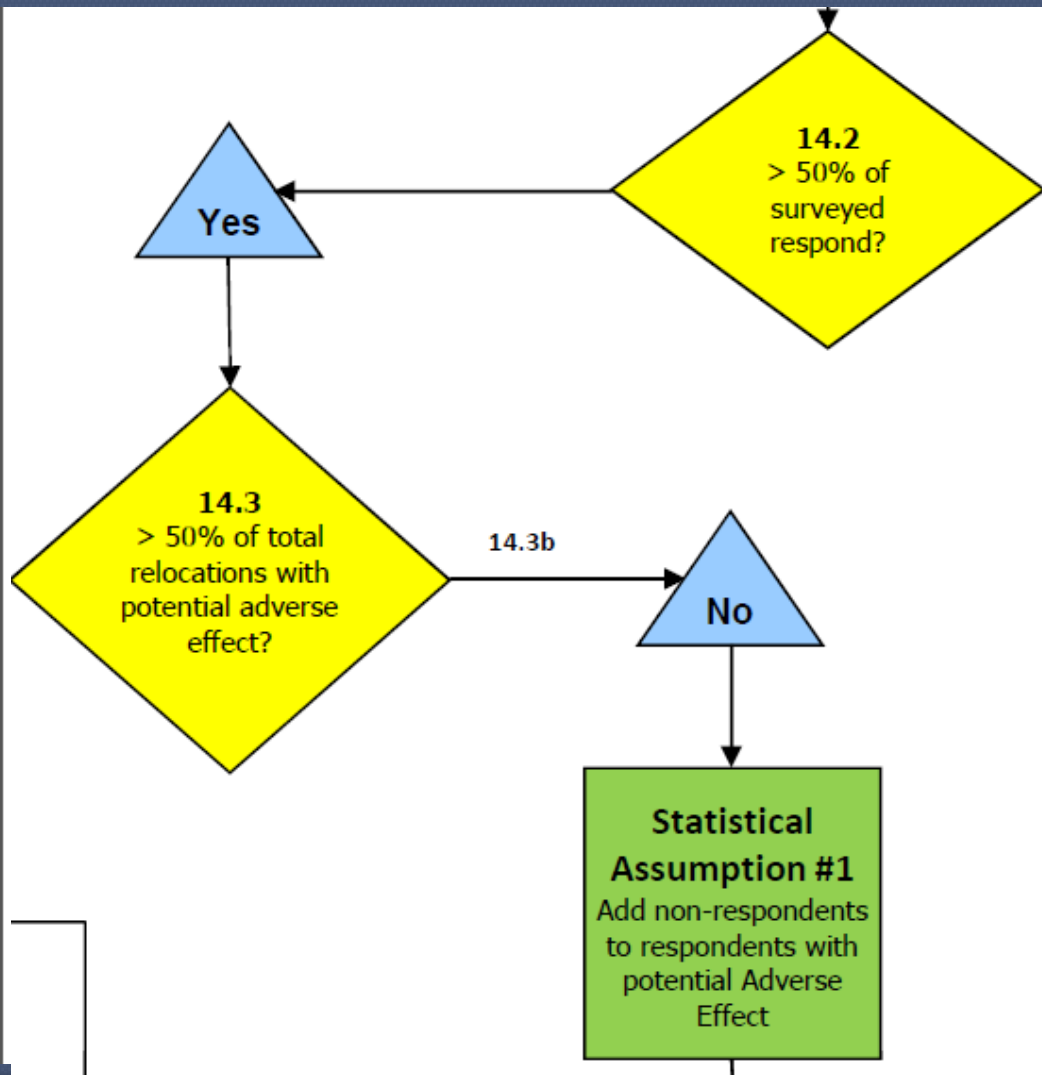 14.2
> 50% of
surveyed
respond?
Yes
14.3
> 50% of total
relocations with
potential adverse
effect?
14.3b
No
Statistical
Assumption #1
Add non-respondents
to respondents with
potential Adverse
Effect